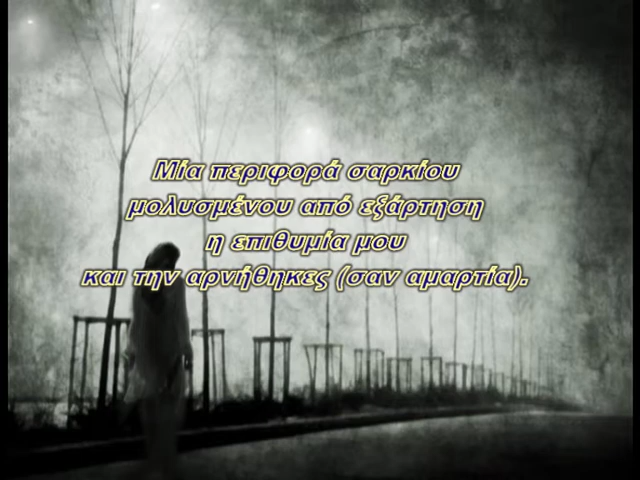 Μία περιφορά σαρκίου
μολυσμένου από εξάρτηση
η επιθυμία μου
και την αρνήθηκες (σαν αμαρτία).